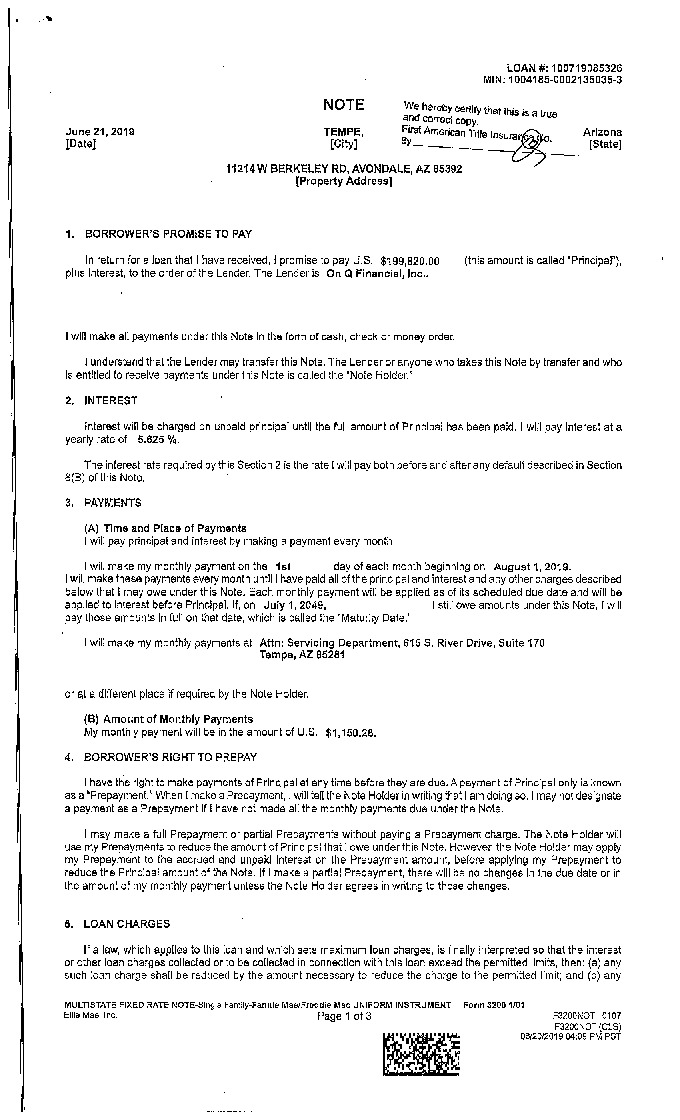 LOAN #: 100719085326
MIN: 1004185-0002135035-3
NOTE
We hereby certify that this is a true
and correct copy.
First American Title Insurance Co.
By
June 21, 2019
[Date]
TEMPE,
[City]
Arizona
[State]
11214 W BERKELEY RD, AVONDALE, AZ 85392
[Property Address]
1. BORROWER'S PROMISE TO PAY
In return for a loan that I have received, I promise to pay U.S. $199,820.00 (this amount is called "Principal"),
plus interest, to the order of the Lender. The Lender is On Q Financial, Inc..
I will make all payments under this Note in the form of cash, check or money order.
I understand that the Lender may transfer this Note. The Lender or anyone who takes this Note by transfer and who
is entitled to receive payments under this Note is called the "Note Holder."
2. INTEREST
Interest will be charged on unpaid principal until the full amount of Principal has been paid. I will pay interest at a
yearly rate of 5.625 %.
The interest rate required by this Section 2 is the rate I will pay both before and after any default described in Section
6(B) of this Note.
3. PAYMENTS
(A) Time and Place of Payments
I will pay principal and interest by making a payment every month
I will make my monthly payment on the 1st day of each month beginning on August 1, 2019.
I will make these payments every month until I have paid all of the principal and interest and any other charges described
below that I may owe under this Note. Each monthly payment will be applied as of its scheduled due date and will be
applied to interest before Principal. If, on July 1, 2049, I still owe amounts under this Note, I will
pay those amounts in full on that date, which is called the "Maturity Date."
I will make my monthly payments at Attn: Servicing Department, 615 S. River Drive, Suite 170
Tempe, AZ 85281
or at a different place if required by the Note Holder.
(B) Amount of Monthly Payments
My monthly payment will be in the amount of U.S. $1,150.28.
4. BORROWER'S RIGHT TO PREPAY
I have the right to make payments of Principal at any time before they are due. A payment of Principal only is known
as a "Prepayment." When I make a Prepayment, I will tell the Note Holder in writing that I am doing so. I may not designate
a payment as a Prepayment if I have not made all the monthly payments due under the Note.
I may make a full Prepayment or partial Prepayments without paying a Prepayment charge. The Note Holder will
use my Prepayments to reduce the amount of Principal that I owe under this Note. However, the Note Holder may apply
my Prepayment to the accrued and unpaid interest on the Prepayment amount, before applying my Prepayment to
reduce the Principal amount of the Note. If I make a partial Prepayment, there will be no changes in the due date or in
the amount of my monthly payment unless the Note Holder agrees in writing to those changes.
5. LOAN CHARGES
If a law, which applies to this loan and which sets maximum loan charges, is finally interpreted so that the interest
or other loan charges collected or to be collected in connection with this loan exceed the permitted limits, then: (a) any
such loan charge shall be reduced by the amount necessary to reduce the charge to the permitted limit; and (b) any
MULTISTATE FIXED RATE NOTE-Single Family-Fannie Mae/Freddie Mac UNIFORM INSTRUMENT Form 3200 1/01
Ellie Mae, Inc.
Page 1 of 3
F3200NOT 0107
F3200NOT (CLS)
06/20/2019 04:05 PM PST